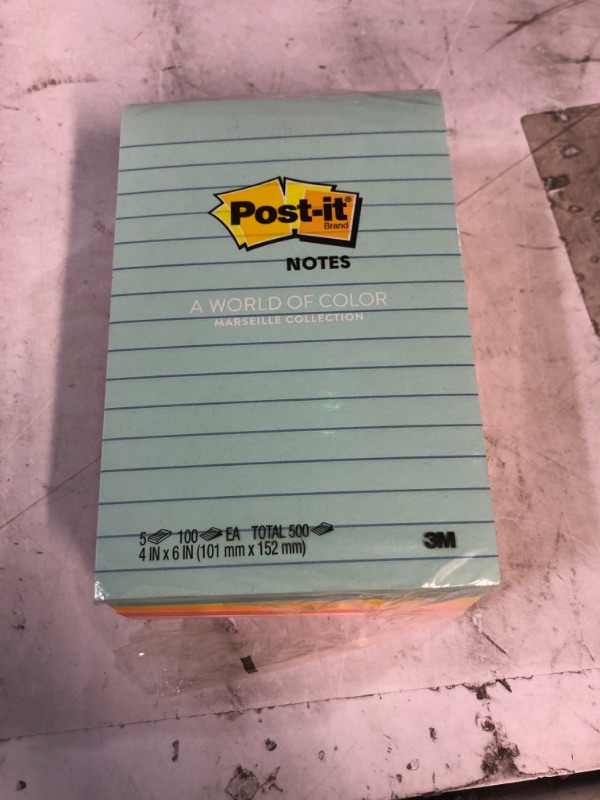 Post-it®
Brand
NOTES
A WORLD OF COLOR
MARSEILLE COLLECTION
5 100 EA TOTAL 500
4 IN x 6 IN (101 mm x 152 mm)
3M